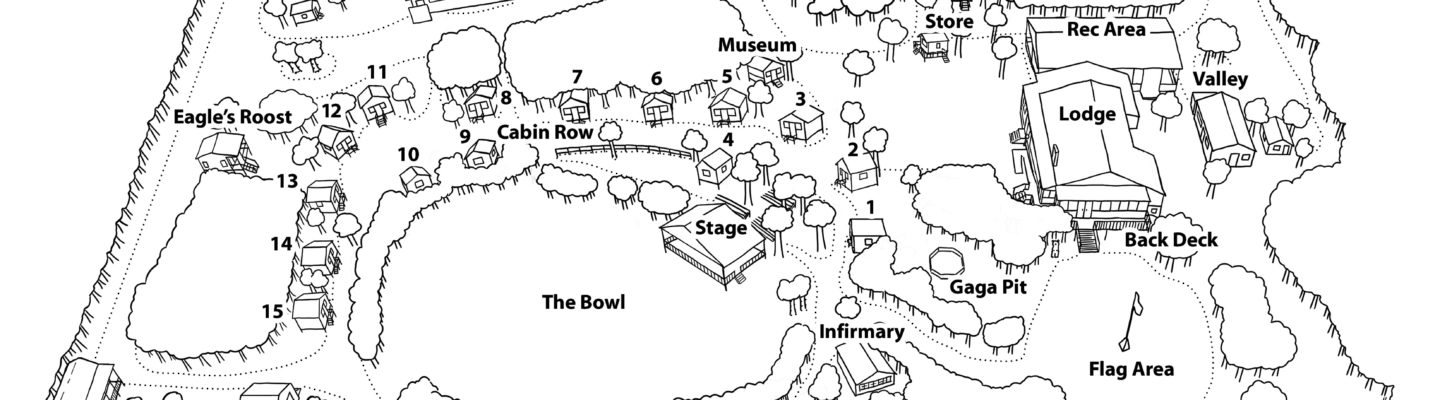 Store
Rec Area
Museum
11
7
6
5
Valley
8
3
Eagle's Roost
12
Lodge
9
Cabin Row
4
10
2
13
1
Stage
14
Back Deck
Gaga Pit
The Bowl
15
Infirmary
Flag Area